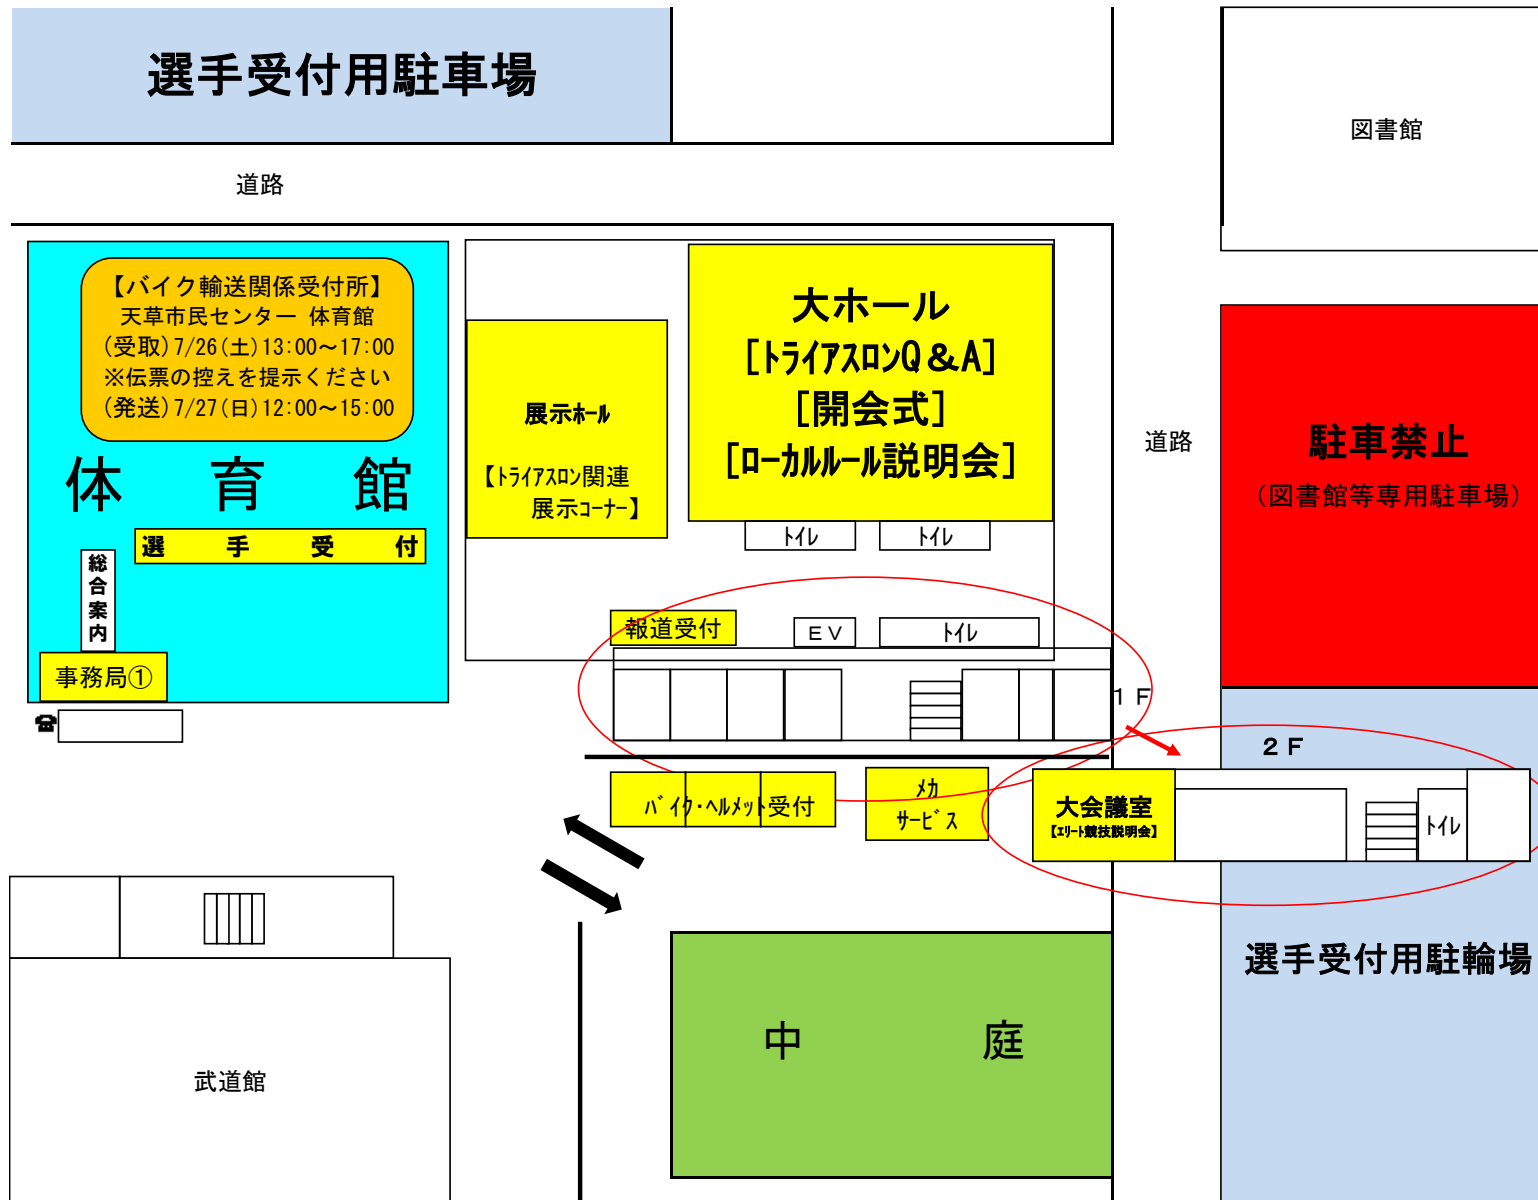 選手受付用駐車場
図書館
道路
【バイク輸送関係受付所】
天草市民センター 体育館
(受取)7/26(土)13:00～17:00
※伝票の控えを提示ください
(発送)7/27(日)12:00～15:00
体育館
選手受付
総合案内
事務局①
☎
展示ﾎｰﾙ
【ﾄﾗｲｱｽﾛﾝ関連
展示ｺｰﾅｰ】
大ホール
[ﾄﾗｲｱｽﾛﾝQ＆A]
[開会式]
[ﾛｰｶﾙﾙｰﾙ説明会]
ﾄｲﾚ
ﾄｲﾚ
道路
駐車禁止
（図書館等専用駐車場）
報道受付
ＥＶ
ﾄｲﾚ
１Ｆ
２Ｆ
ﾊﾞｲｸ･ﾍﾙﾒｯﾄ受付
ﾒｶ
ｻｰﾋﾞｽ
大会議室
【ｴﾘｰﾄ競技説明会】
ﾄｲﾚ
選手受付用駐輪場
中庭
武道館